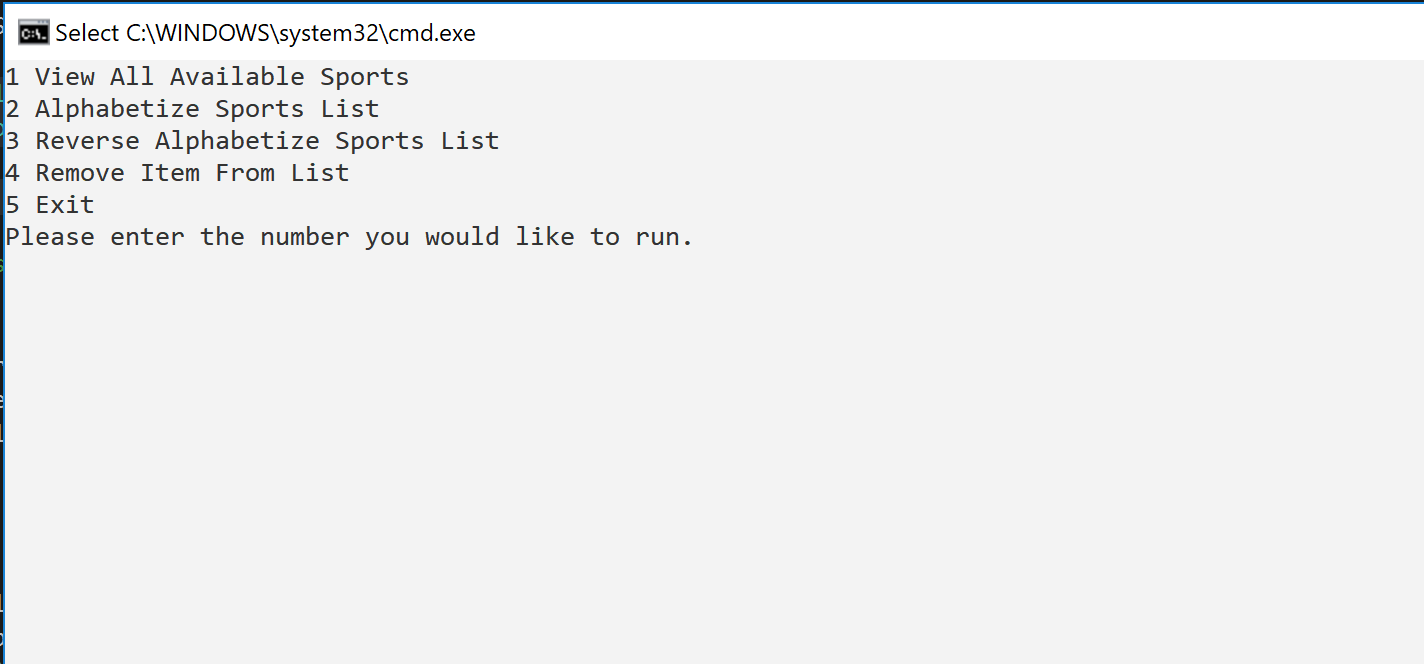 Select C:\WINDOWS\system32\cmd.exe
1 View All Available Sports
2 Alphabetize Sports List
3 Reverse Alphabetize Sports List
4 Remove Item From List
5 Exit
Please enter the number you would like to run.